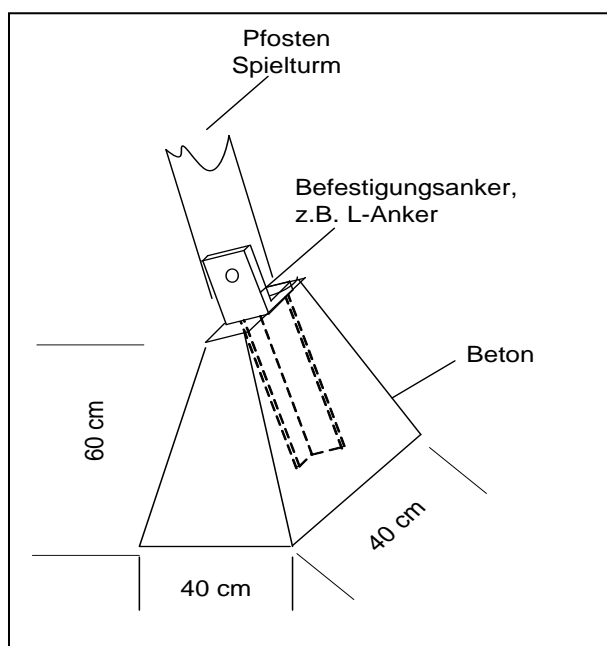 Pfosten
Spielturm
Befestigungsanker,
z.B. L-Anker
Beton
60 cm
40 cm
40 cm